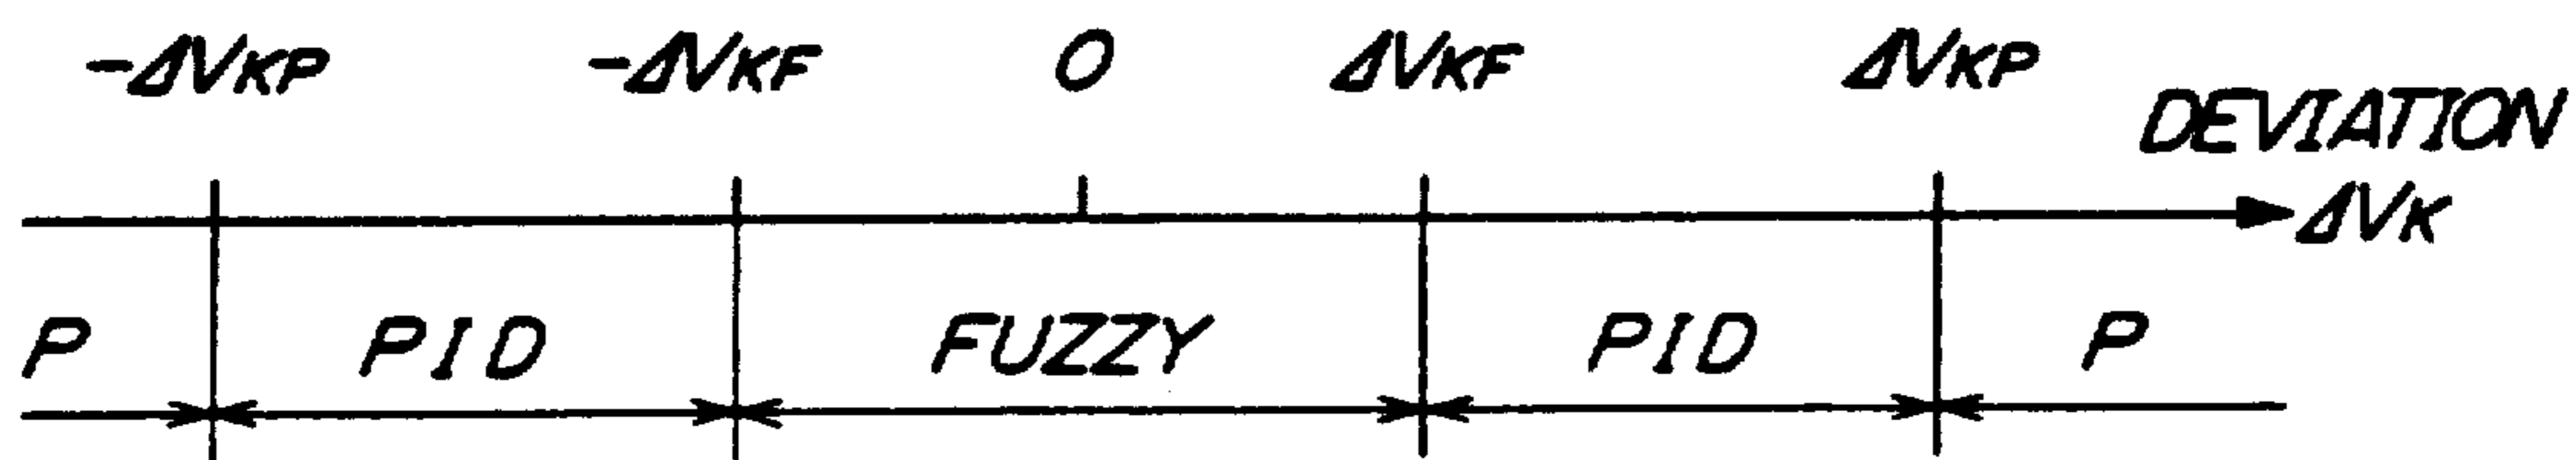 -ΔVKP -ΔVKF 0 ΔVKF ΔVKP
DEVIATION
ΔVK
P PID FUZZY PID P